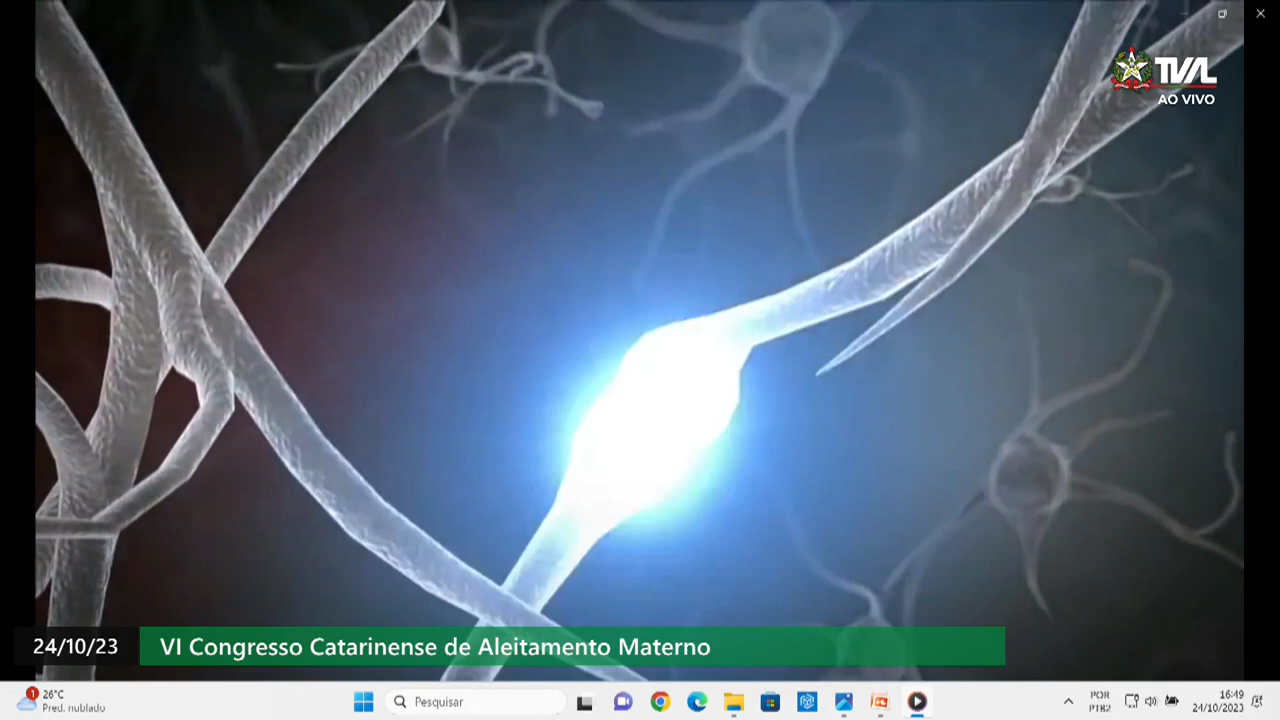 TVAL
AO VIVO
24/10/23
VI Congresso Catarinense de Aleitamento Materno
1
26°C
Pred. nublado
Pesquisar
POR
PTB2
16:49
24/10/2023